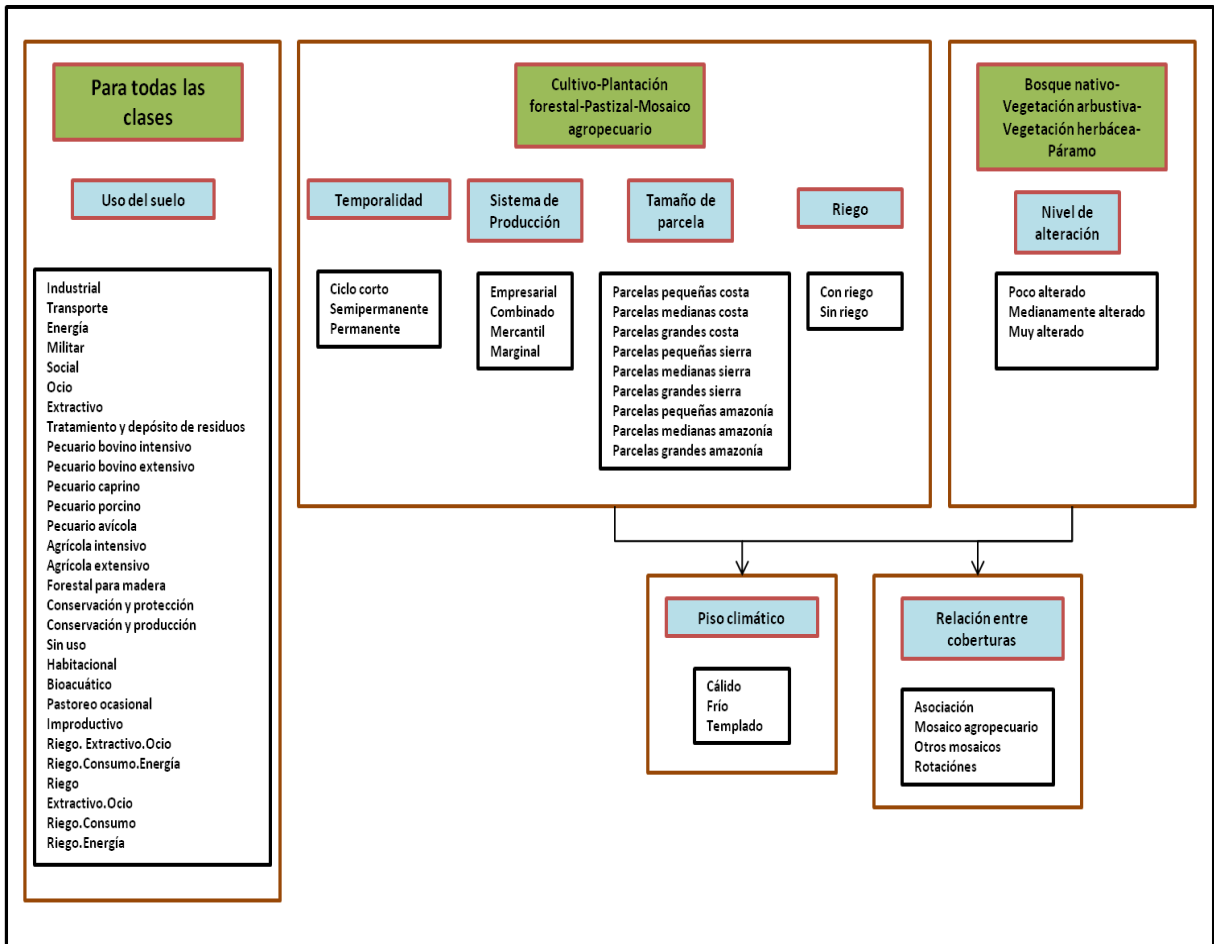 Para todas las
clases
Uso del suelo
Industrial
Transporte
Energía
Militar
Social
Ocio
Extractivo
Tratamiento y depósito de residuos
Pecuario bovino intensivo
Pecuario bovino extensivo
Pecuario caprino
Pecuario porcino
Pecuario avícola
Agrícola intensivo
Agrícola extensivo
Forestal para madera
Conservación y protección
Conservación y producción
Sin uso
Habitacional
Bioacuático
Pastoreo ocasional
Improductivo
Riego. Extractivo.Ocio
Riego.Consumo.Energía
Riego
Extractivo.Ocio
Riego.Consumo
Riego.Energía
Cultivo-Plantación
forestal-Pastizal-Mosaico
agropecuario
Temporalidad
Ciclo corto
Semipermanente
Permanente
Sistema de
Producción
Empresarial
Combinado
Mercantil
Marginal
Tamaño de
parcela
Parcelas pequeñas costa
Parcelas medianas costa
Parcelas grandes costa
Parcelas pequeñas sierra
Parcelas medianas sierra
Parcelas grandes sierra
Parcelas pequeñas amazonía
Parcelas medianas amazonía
Parcelas grandes amazonía
Riego
Con riego
Sin riego
Bosque nativo-
Vegetación arbustiva-
Vegetación herbácea-
Páramo
Nivel de
alteración
Poco alterado
Medianamente alterado
Muy alterado
Piso climático
Cálido
Frío
Templado
Relación entre
coberturas
Asociación
Mosaico agropecuario
Otros mosaicos
Rotaciónes